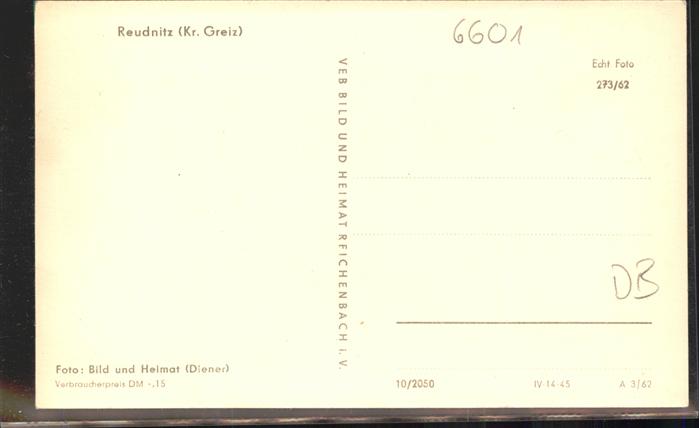 Reudnitz (Kr. Greiz)
6601
Echt Foto
273/62
VEB BILD UND HEIMAT REICHENBACH i. V.
DB
Foto: Bild und Heimat (Diener)
Verbraucherpreis DM -.15
10/2050
IV-14-45
A 3/62